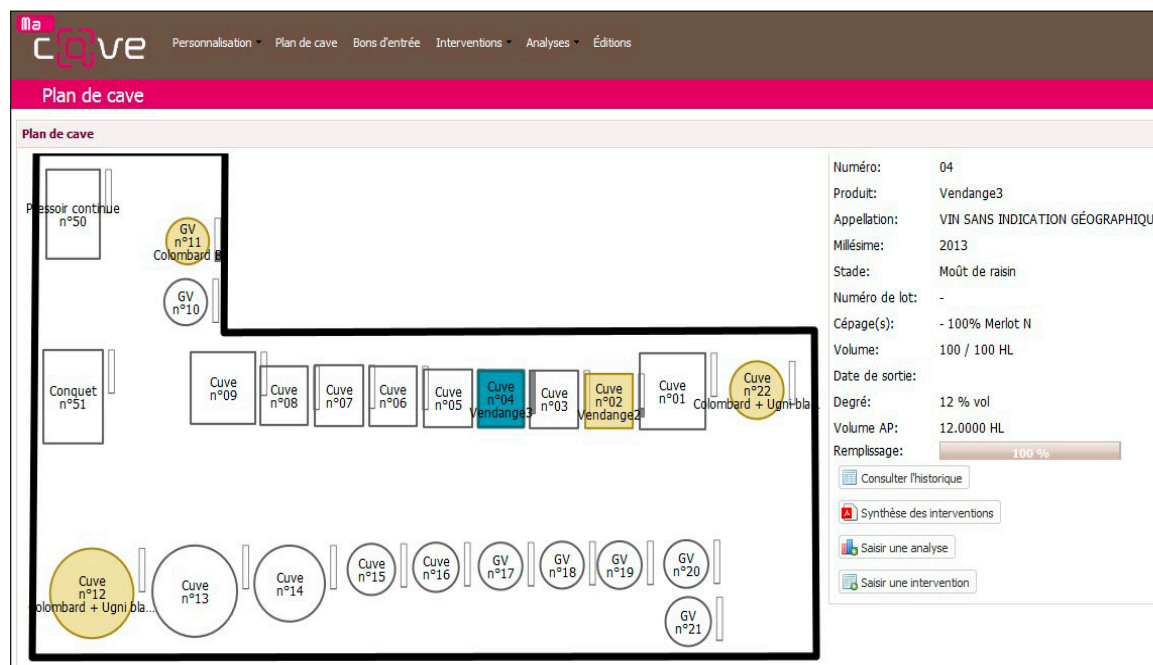 Ma
cave
Personnalisation Plan de cave Bons d'entrée Interventions Analyses Éditions
Plan de cave
Plan de cave
Pressoir continue
n°50
GV
n°11
Colombard B
GV
n°10
Conquet
n°51
Cuve
n°09
Cuve
n°08
Cuve
n°07
Cuve
n°06
Cuve
n°05
Cuve
n°04
Vendange3
Cuve
n°03
Cuve
n°02
Vendange2
Cuve
n°01
Cuve
n°22
Colombard + Ugni bla...
Cuve
n°12
Colombard + Ugni bla...
Cuve
n°13
Cuve
n°14
Cuve
n°15
Cuve
n°16
GV
n°17
GV
n°18
GV
n°19
GV
n°20
GV
n°21
Numéro: 04
Produit: Vendange3
Appellation: VIN SANS INDICATION GÉOGRAPHIQU
Millésime: 2013
Stade: Moût de raisin
Numéro de lot: -
Cépage(s): - 100% Merlot N
Volume: 100 / 100 HL
Date de sortie:
Degré: 12 % vol
Volume AP: 12.0000 HL
Remplissage: 100 %
Consulter l'historique
Synthèse des interventions
Saisir une analyse
Saisir une intervention